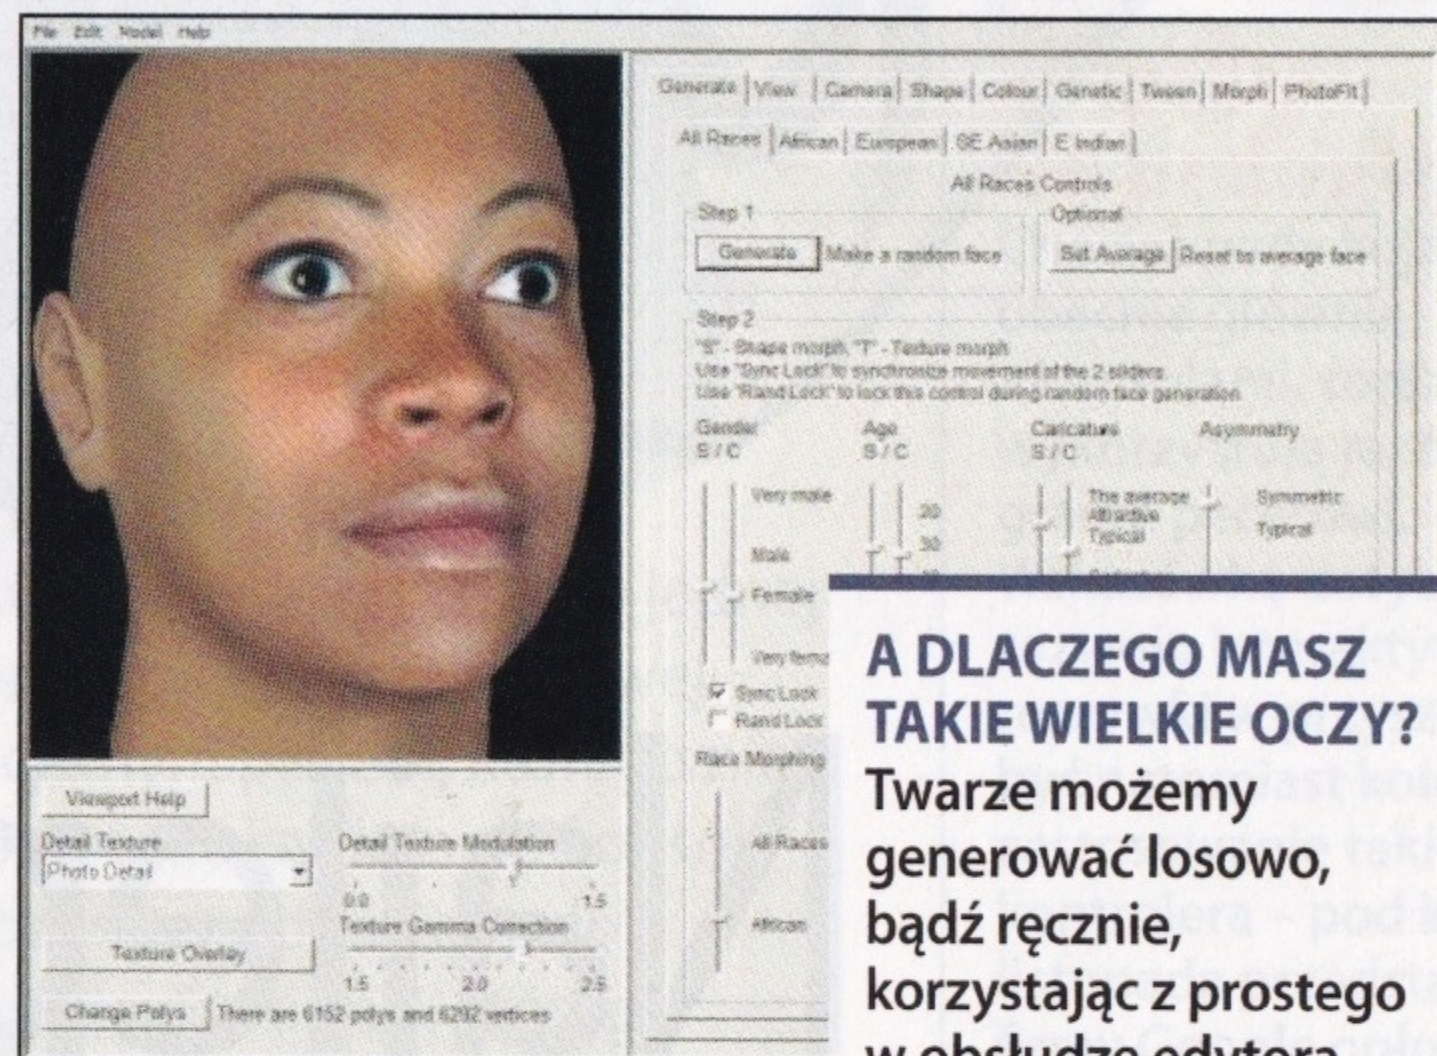 File Edit Model Help
Generate View Camera Shape Colour Genetic Tween Morph PhotoFit
All Races African European SE Asian E Indian
All Races Controls
Step 1
Optional
Generate Make a random face
Set Average Reset to average face
Step 2
"S" - Shape morph, "T" - Texture morph
Use "Sync Lock" to synchronize movement of the 2 sliders.
Use "Rand Lock" to lock this control during random face generation
Gender Age Caricature Asymmetry
S / C S / C S / C
Very male
Male
Female
20
30
The average
Attractive
Typical
Symmetric
Typical
Sync Lock
Rand Lock
Race Morphing
All Races
African
Viewport Help
Detail Texture
Photo Detail
Detail Texture Modulation
0.0 1.5
Texture Gamma Correction
1.5 2.0 2.5
Texture Overlay
Change Polys There are 6152 polys and 6292 vertices
A DLACZEGO MASZ
TAKIE WIELKIE OCZY?
Twarze możemy
generować losowo,
bądź ręcznie,
korzystając z prostego
w obsłudze edytora